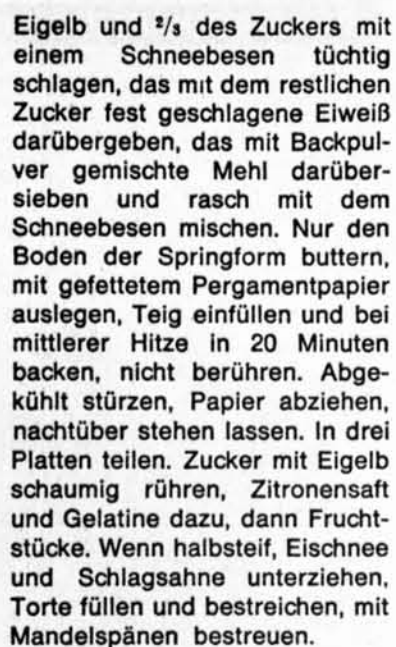 Eigelb und ²/₃ des Zuckers mit
einem Schneebesen tüchtig
schlagen, das mit dem restlichen
Zucker fest geschlagene Eiweiß
darübergeben, das mit Backpul-
ver gemischte Mehl darüber-
sieben und rasch mit dem
Schneebesen mischen. Nur den
Boden der Springform buttern,
mit gefettetem Pergamentpapier
auslegen, Teig einfüllen und bei
mittlerer Hitze in 20 Minuten
backen, nicht berühren. Abge-
kühlt stürzen, Papier abziehen,
nachtüber stehen lassen. In drei
Platten teilen. Zucker mit Eigelb
schaumig rühren, Zitronensaft
und Gelatine dazu, dann Frucht-
stücke. Wenn halbsteif, Eischnee
und Schlagsahne unterziehen,
Torte füllen und bestreichen, mit
Mandelspänen bestreuen.